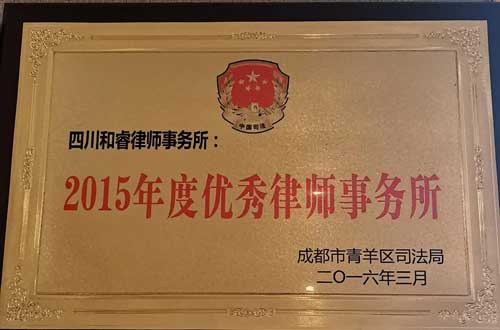 中国司法
四川和睿律师事务所：
2015年度优秀律师事务所
成都市青羊区司法局
二〇一六年三月